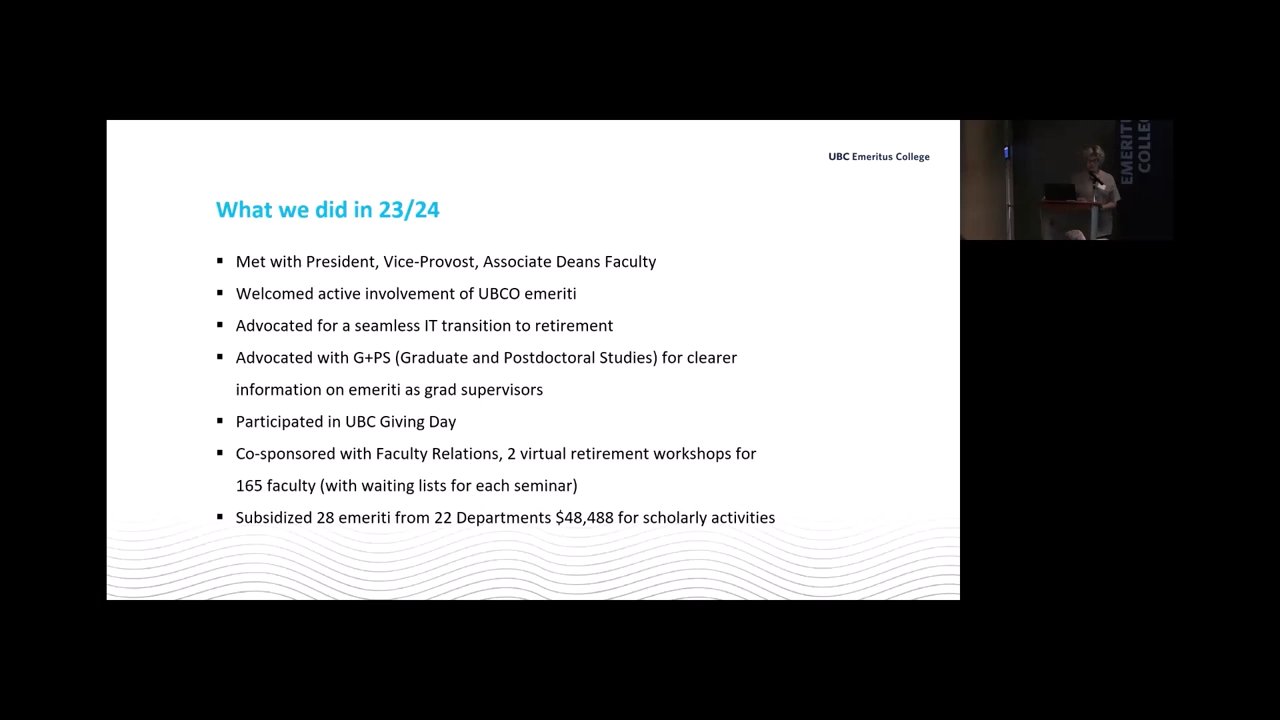 UBC Emeritus College
What we did in 23/24
▪ Met with President, Vice-Provost, Associate Deans Faculty
▪ Welcomed active involvement of UBCO emeriti
▪ Advocated for a seamless IT transition to retirement
▪ Advocated with G+PS (Graduate and Postdoctoral Studies) for clearer
information on emeriti as grad supervisors
▪ Participated in UBC Giving Day
▪ Co-sponsored with Faculty Relations, 2 virtual retirement workshops for
165 faculty (with waiting lists for each seminar)
▪ Subsidized 28 emeriti from 22 Departments $48,488 for scholarly activities